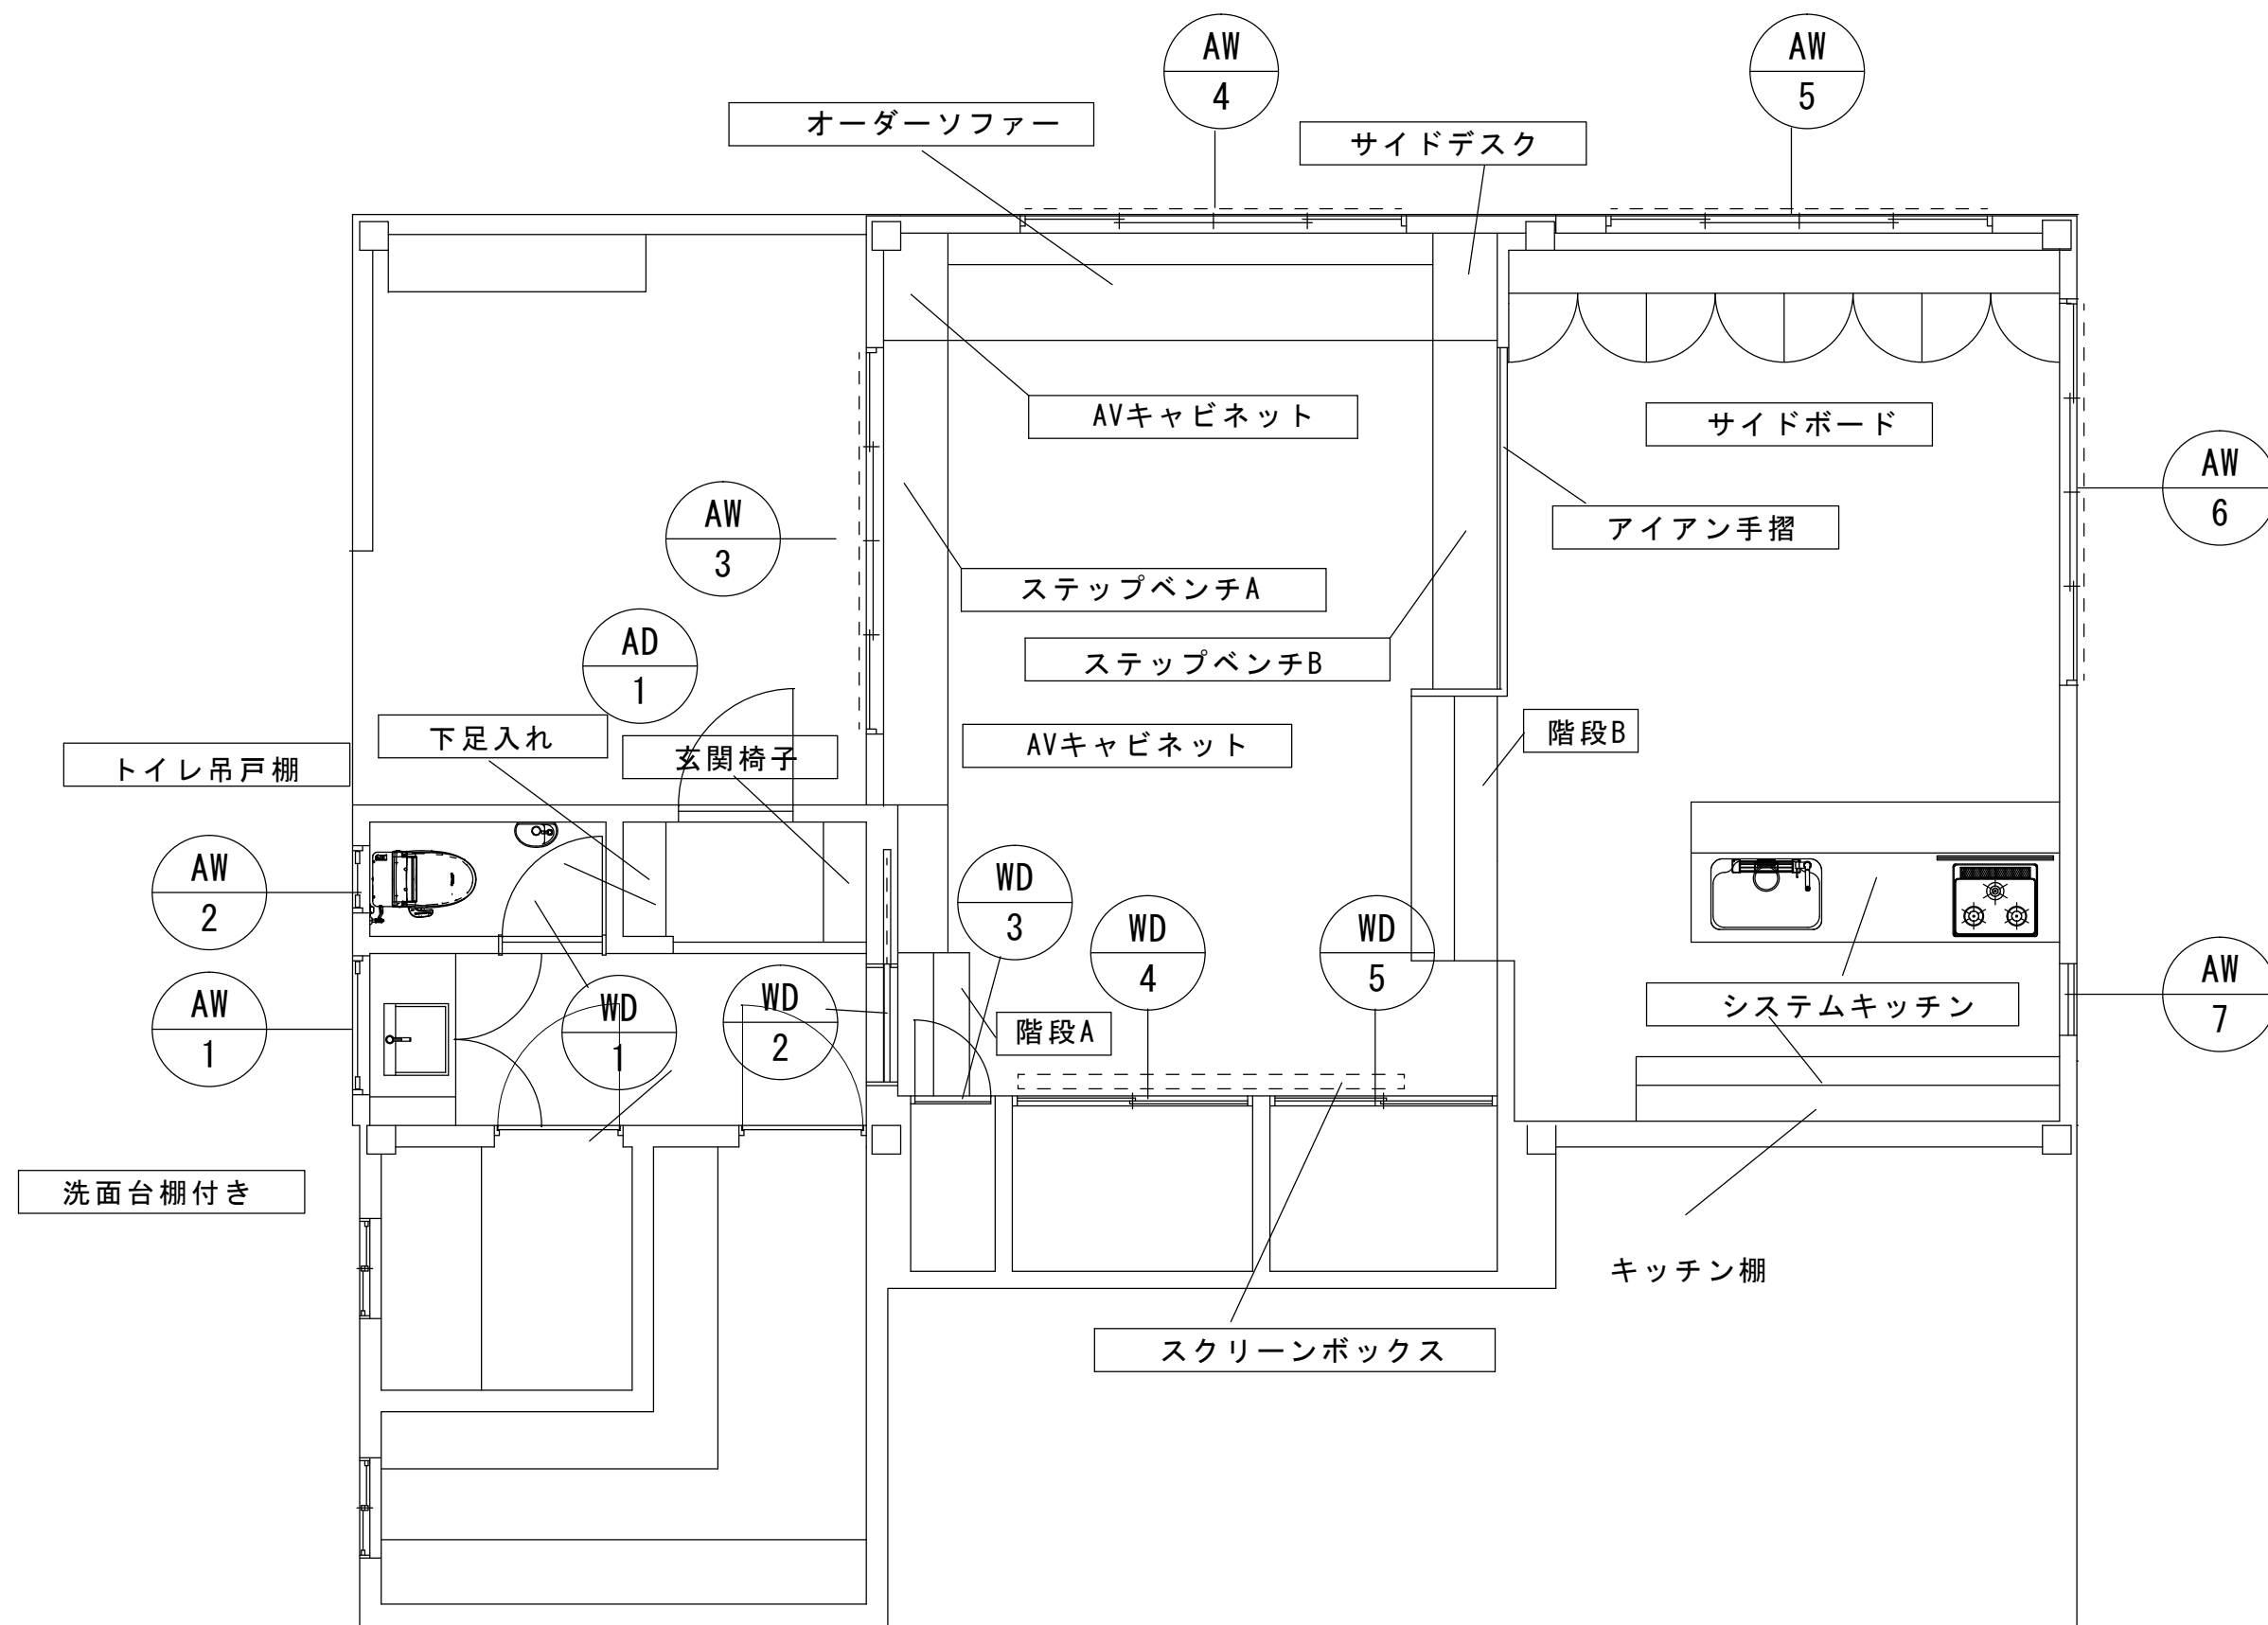 AW
4
AW
5
オーダーソファー
サイドデスク
AVキャビネット
サイドボード
AW
6
AW
3
アイアン手摺
ステップベンチA
AD
1
ステップベンチB
下足入れ
玄関椅子
AVキャビネット
階段B
トイレ吊戸棚
AW
2
WD
3
WD
4
WD
5
AW
1
WD
1
WD
2
階段A
システムキッチン
AW
7
洗面台棚付き
キッチン棚
スクリーンボックス